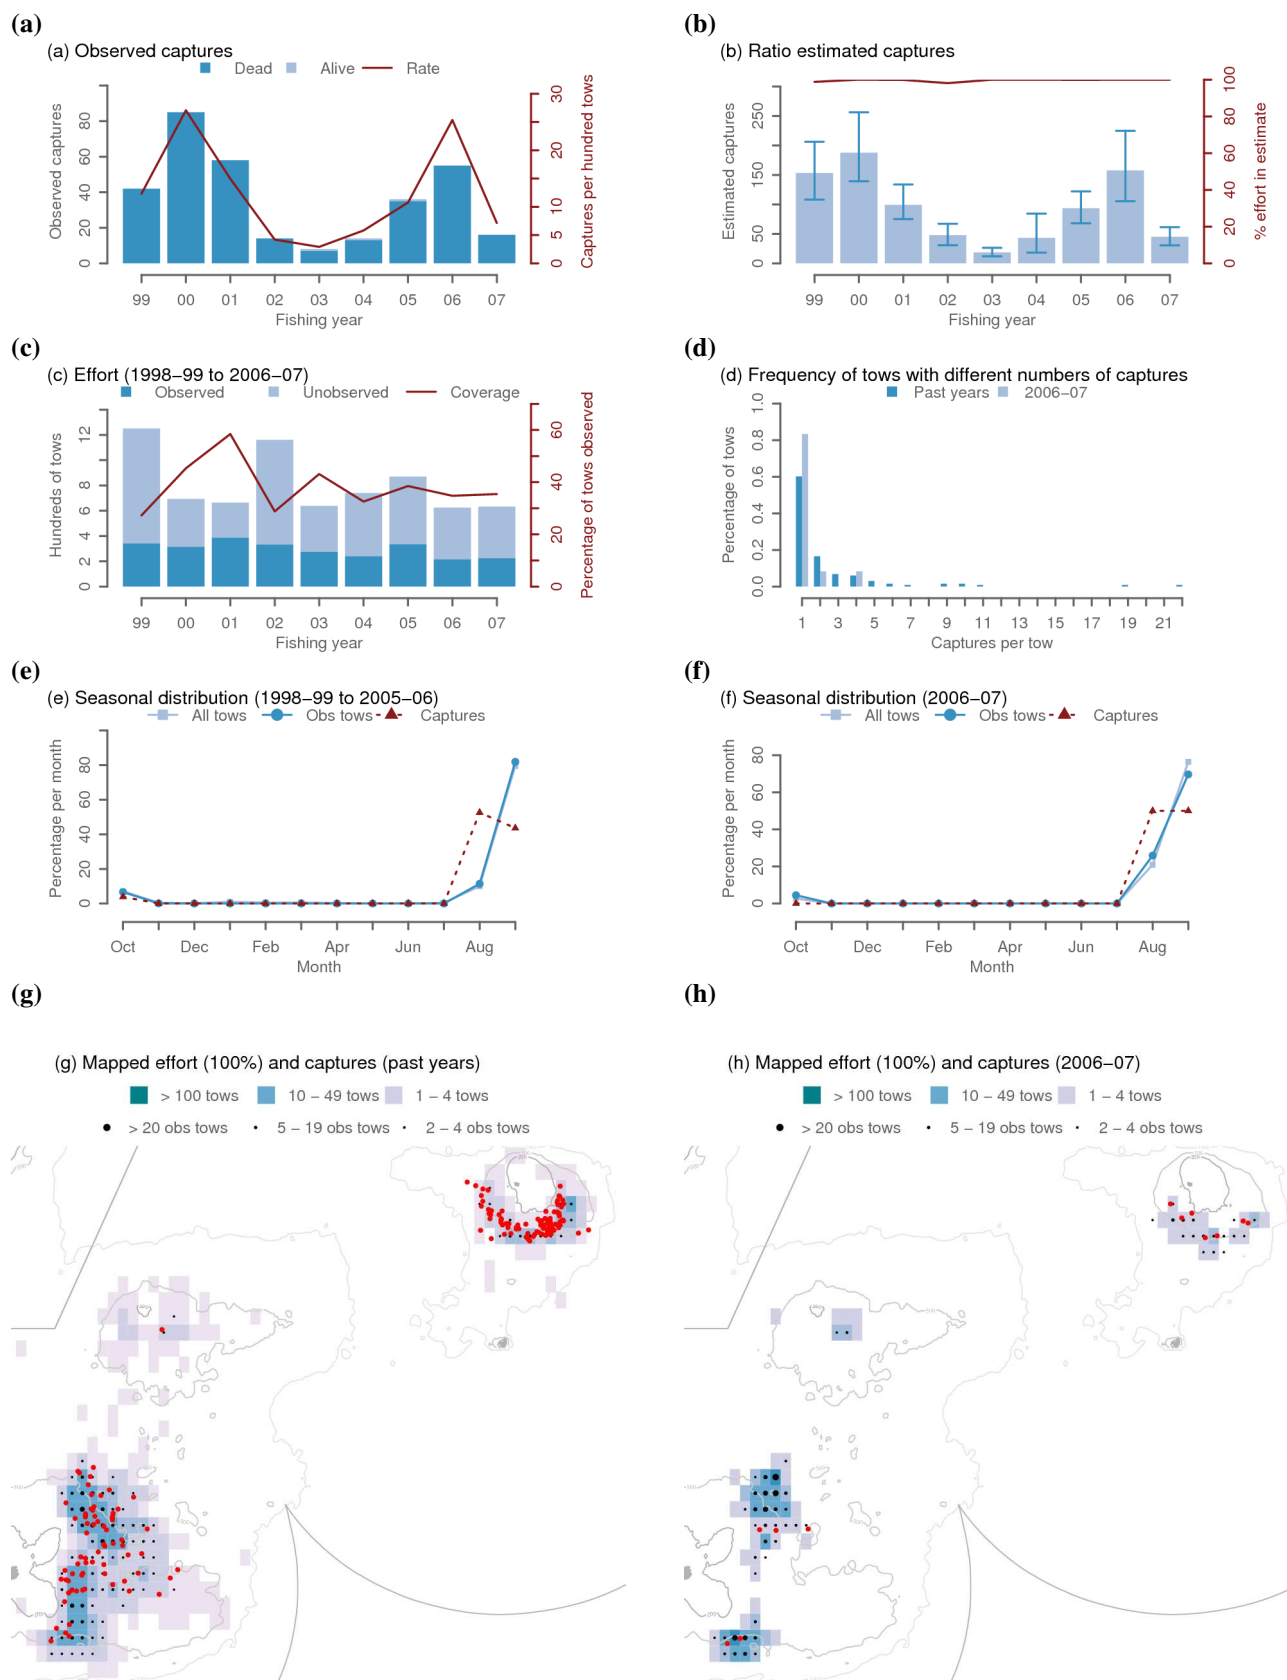 (a)
(a) Observed captures
Dead Alive Rate
Observed captures
0 20 40 60 80
0 5 10 20 30
Captures per hundred tows
99 00 01 02 03 04 05 06 07
Fishing year
(b)
(b) Ratio estimated captures
Estimated captures
0 50 150 250
0 20 40 60 80 100
% effort in estimate
99 00 01 02 03 04 05 06 07
Fishing year
(c)
(c) Effort (1998–99 to 2006–07)
Observed Unobserved Coverage
Hundreds of tows
0 2 4 6 8 12
0 20 40 60
Percentage of tows observed
99 00 01 02 03 04 05 06 07
Fishing year
(d)
(d) Frequency of tows with different numbers of captures
Past years 2006–07
Percentage of tows
0.0 0.2 0.4 0.6 0.8 1.0
1 3 5 7 9 11 13 15 17 19 21
Captures per tow
(e)
(e) Seasonal distribution (1998–99 to 2005–06)
All tows Obs tows Captures
Percentage per month
0 20 40 60 80
Oct Dec Feb Apr Jun Aug
Month
(f)
(f) Seasonal distribution (2006–07)
All tows Obs tows Captures
Percentage per month
0 20 40 60 80
Oct Dec Feb Apr Jun Aug
Month
(g)
(g) Mapped effort (100%) and captures (past years)
> 100 tows 10 – 49 tows 1 – 4 tows
> 20 obs tows 5 – 19 obs tows 2 – 4 obs tows
(h)
(h) Mapped effort (100%) and captures (2006–07)
> 100 tows 10 – 49 tows 1 – 4 tows
> 20 obs tows 5 – 19 obs tows 2 – 4 obs tows